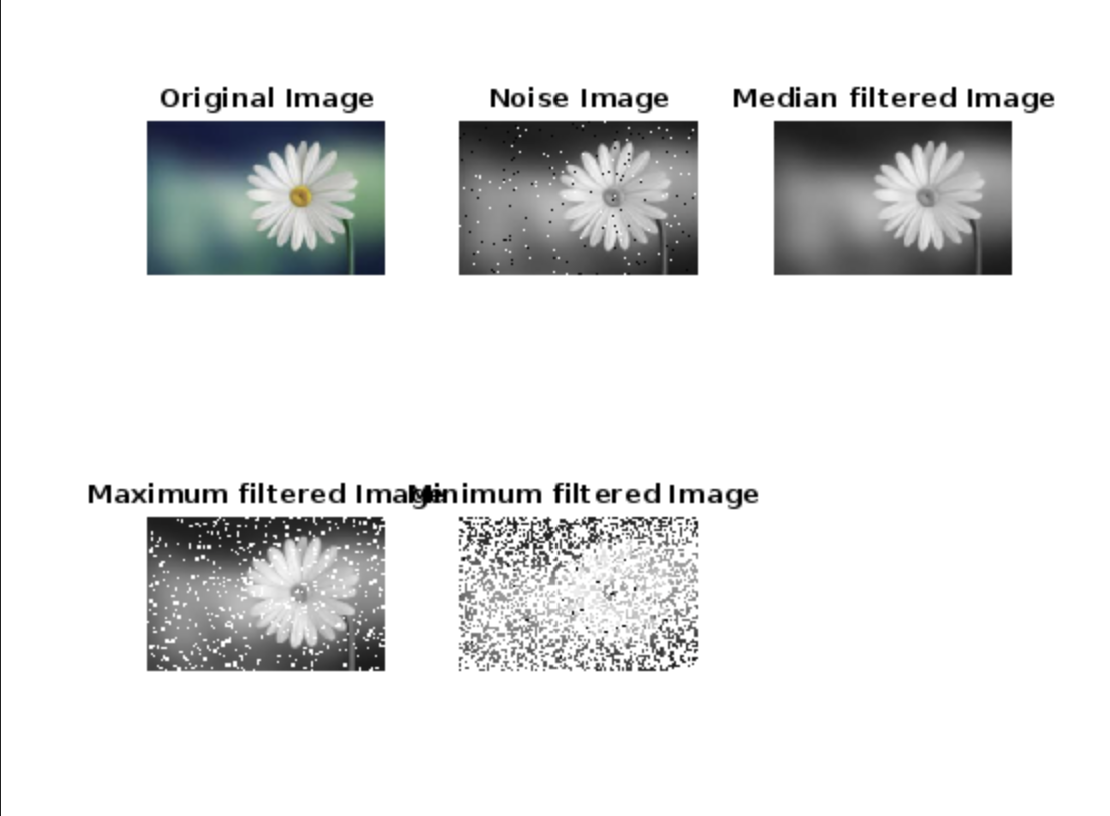 Original Image
Noise Image
Median filtered Image
Maximum filtered Image
Minimum filtered Image